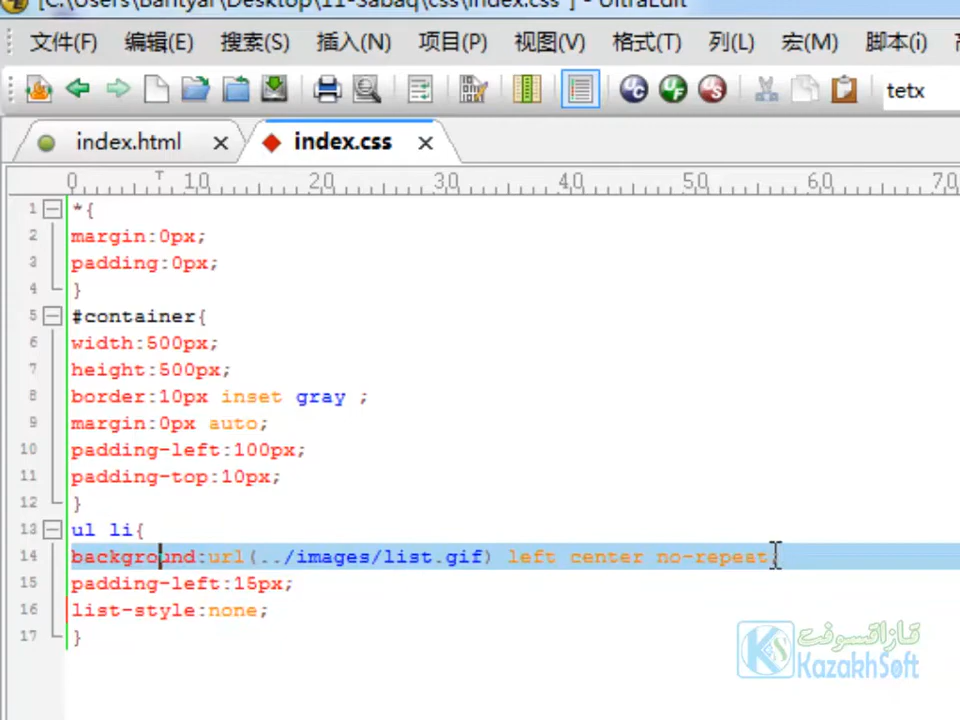 [C:\Users\Bahtyar\Desktop\11-Sabaq\css\index.css*] - UltraEdit
文件(F) 编辑(E) 搜索(S) 插入(N) 项目(P) 视图(V) 格式(T) 列(L) 宏(M) 脚本(i)
tetx
index.html index.css
0 10 20 30 40 50 60 70
1 *{
2 margin:0px;
3 padding:0px;
4 }
5 #container{
6 width:500px;
7 height:500px;
8 border:10px inset gray ;
9 margin:0px auto;
10 padding-left:100px;
11 padding-top:10px;
12 }
13 ul li{
14 background:url(../images/list.gif) left center no-repeat;
15 padding-left:15px;
16 list-style:none;
17 }
قازاقسوفت
KazakhSoft